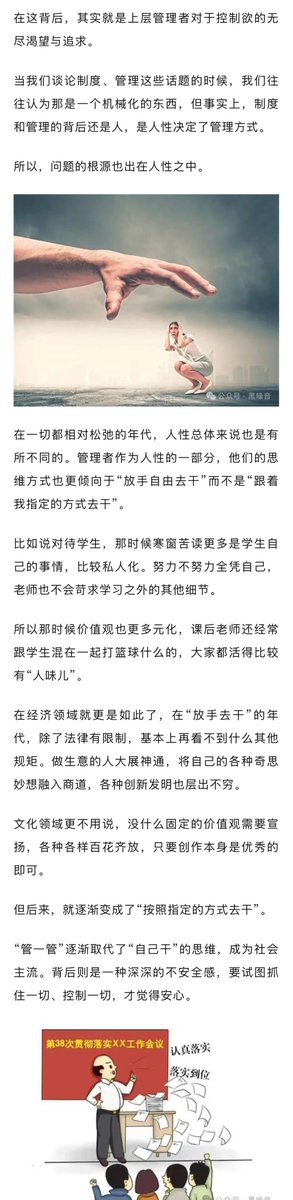 在这背后，其实就是上层管理者对于控制欲的无
尽渴望与追求。
当我们谈论制度、管理这些话题的时候，我们往
往认为那是一个机械化的东西，但事实上，制度
和管理的背后还是人，是人性决定了管理方式。
所以，问题的根源也出在人性之中。
公众号·黑噪音
在一切都相对松弛的年代，人性总体来说也是有
所不同的。管理者作为人性的一部分，他们的思
维方式也更倾向于“放手自由去干”而不是“跟着
我指定的方式去干”。
比如说对待学生，那时候寒窗苦读更多是学生自
己的事情，比较私人化。努力不努力全凭自己，
老师也不会苛求学习之外的其他细节。
所以那时候价值观也更多元化，课后老师还经常
跟学生混在一起打篮球什么的，大家都活得比较
有“人味儿”。
在经济领域就更是如此了，在“放手去干”的年
代，除了法律有限制，基本上再看不到什么其他
规矩。做生意的人大展神通，将自己的各种奇思
妙想融入商道，各种创新发明也层出不穷。
文化领域更不用说，没什么固定的价值观需要宣
扬，各种各样百花齐放，只要创作本身是优秀的
即可。
但后来，就逐渐变成了“按照指定的方式去干”。
“管一管”逐渐取代了“自己干”的思维，成为社会
主流。背后则是一种深深的不安全感，要试图抓
住一切、控制一切，才觉得安心。
第38次贯彻落实XX工作会议
认真落实
落实到位
公众号·黑噪音